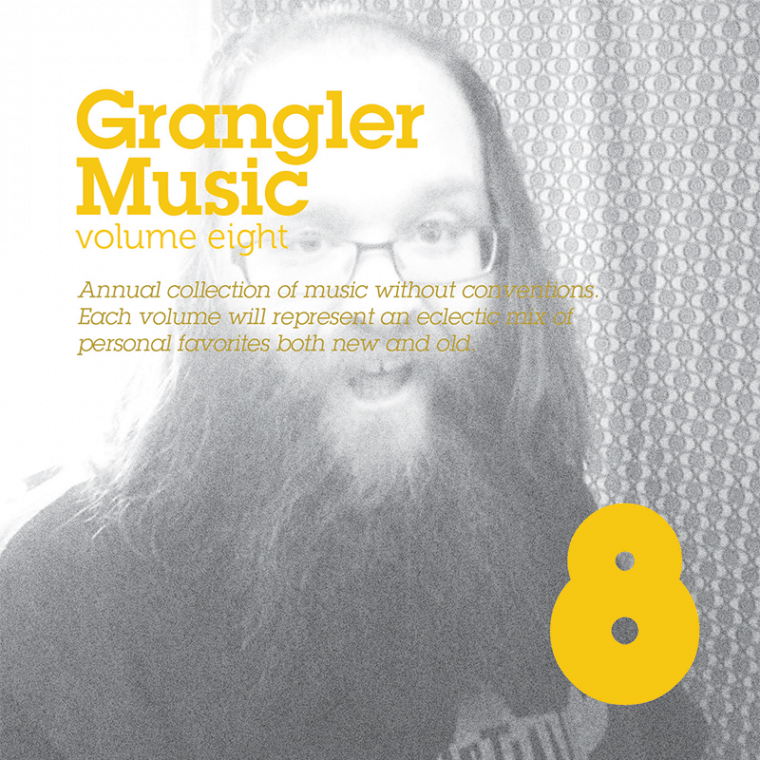 Grangler
Music
volume eight
Annual collection of music without conventions.
Each volume will represent an eclectic mix of
personal favorites both new and old.
8